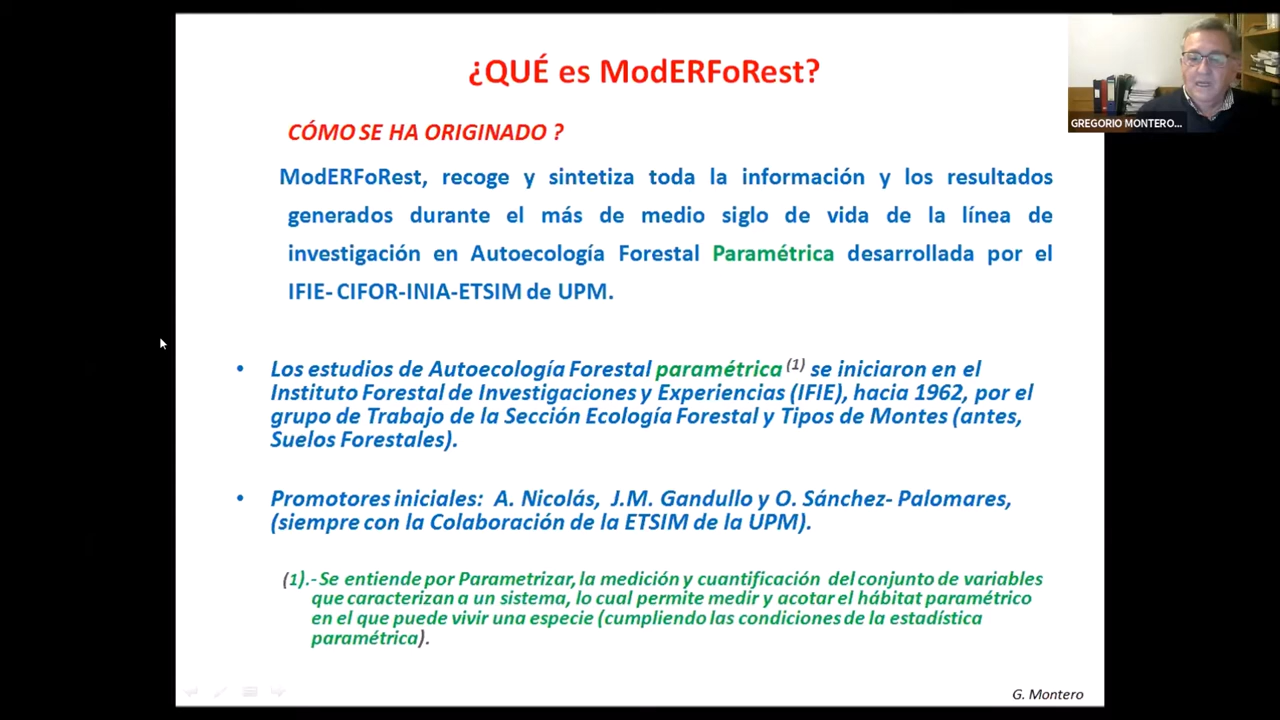 ¿QUÉ es ModERFoRest?
CÓMO SE HA ORIGINADO ?
ModERFoRest, recoge y sintetiza toda la información y los resultados
generados durante el más de medio siglo de vida de la línea de
investigación en Autoecología Forestal Paramétrica desarrollada por el
IFIE- CIFOR-INIA-ETSIM de UPM.
• Los estudios de Autoecología Forestal paramétrica (1) se iniciaron en el
Instituto Forestal de Investigaciones y Experiencias (IFIE), hacia 1962, por el
grupo de Trabajo de la Sección Ecología Forestal y Tipos de Montes (antes,
Suelos Forestales).
• Promotores iniciales: A. Nicolás, J.M. Gandullo y O. Sánchez- Palomares,
(siempre con la Colaboración de la ETSIM de la UPM).
(1).- Se entiende por Parametrizar, la medición y cuantificación del conjunto de variables
que caracterizan a un sistema, lo cual permite medir y acotar el hábitat paramétrico
en el que puede vivir una especie (cumpliendo las condiciones de la estadística
paramétrica).
G. Montero
GREGORIO MONTERO...